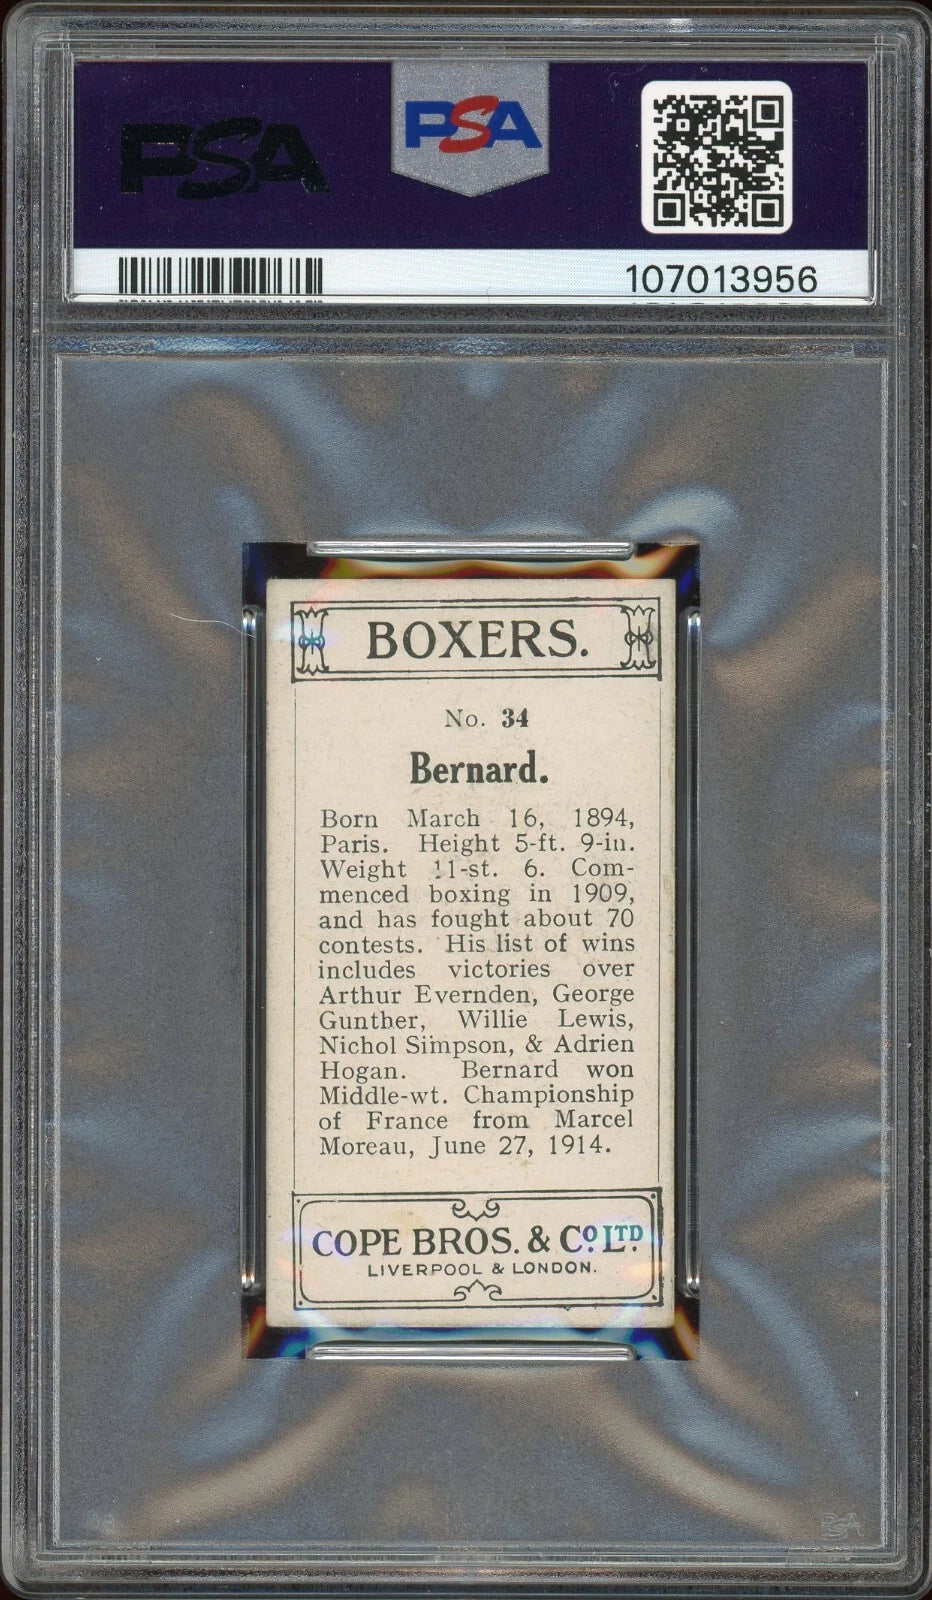 PSA
PSA
107013956
BOXERS.
No. 34
Bernard.
Born March 16, 1894,
Paris. Height 5-ft. 9-in.
Weight 11-st. 6. Com-
menced boxing in 1909,
and has fought about 70
contests. His list of wins
includes victories over
Arthur Evernden, George
Gunther, Willie Lewis,
Nichol Simpson, & Adrien
Hogan. Bernard won
Middle-wt. Championship
of France from Marcel
Moreau, June 27, 1914.
COPE BROS. & Co. LTD.
LIVERPOOL & LONDON.
PSA